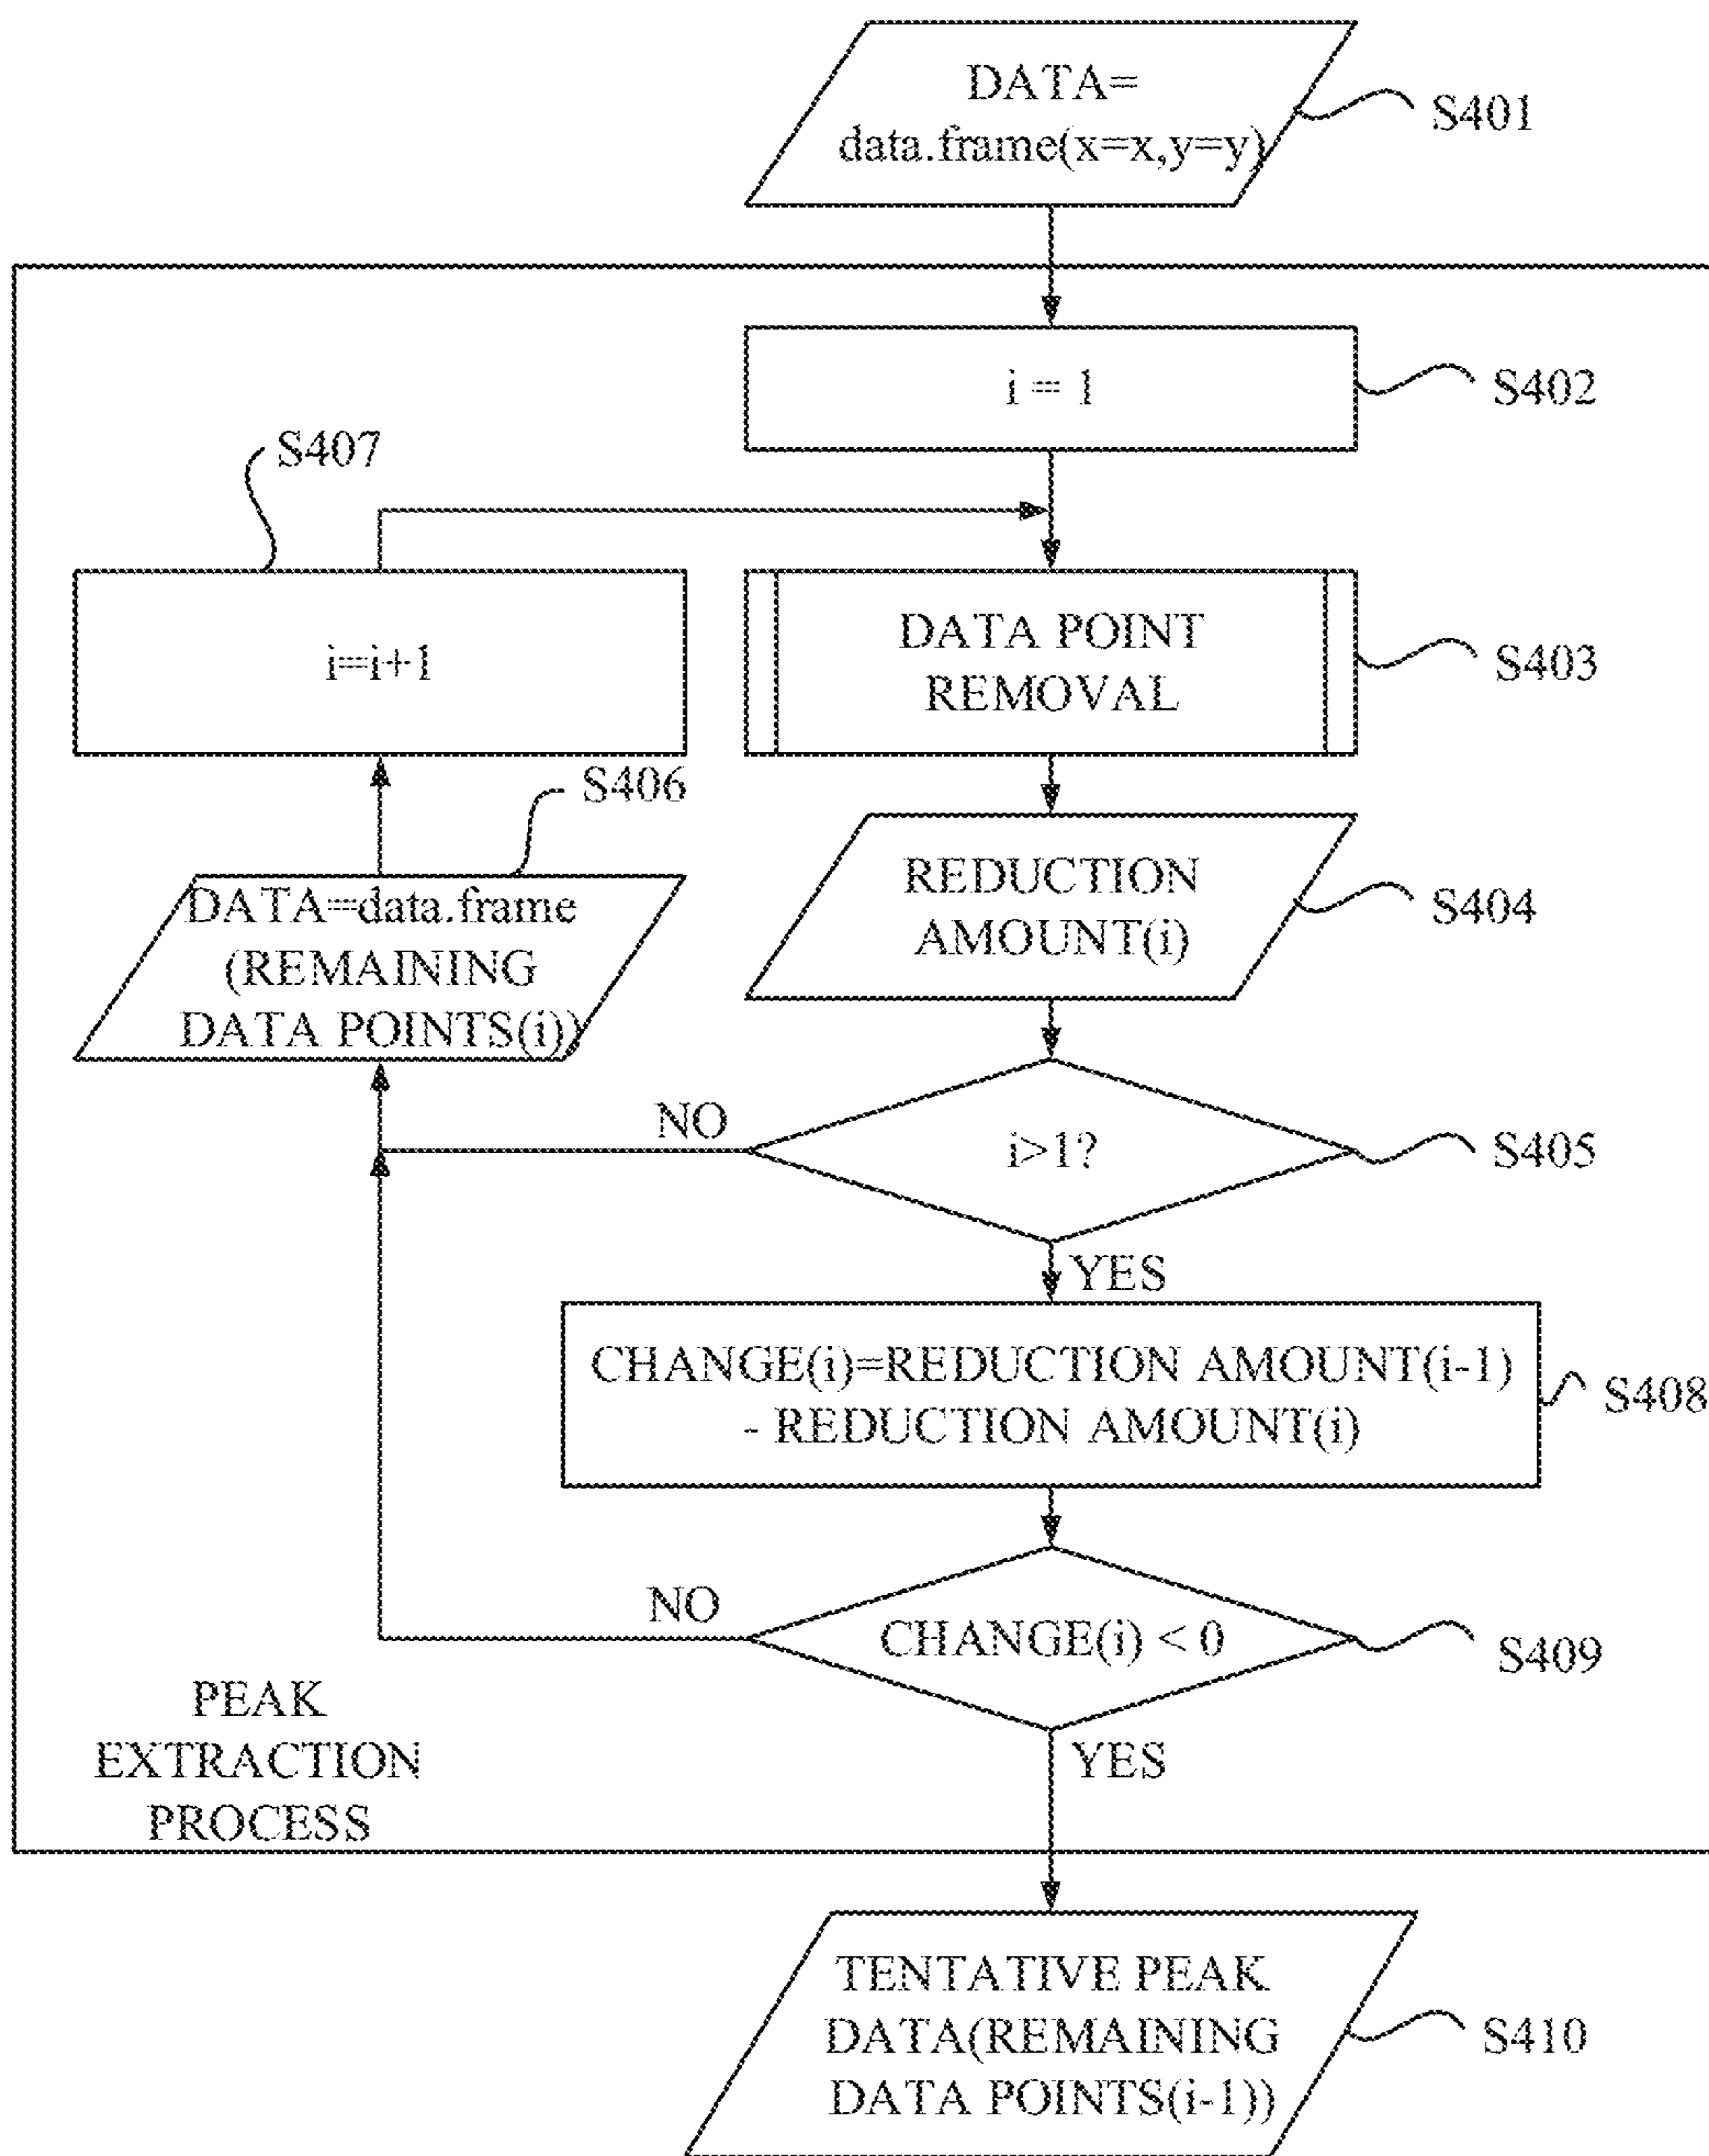 DATA=
data.frame(x=x,y=y)
S401
i = 1
S402
S407
i=i+1
DATA POINT
REMOVAL
S403
S406
DATA=data.frame
(REMAINING
DATA POINTS(i))
REDUCTION
AMOUNT(i)
S404
NO
i>1?
S405
YES
CHANGE(i)=REDUCTION AMOUNT(i-1)
- REDUCTION AMOUNT(i)
S408
NO
CHANGE(i) < 0
S409
YES
PEAK
EXTRACTION
PROCESS
TENTATIVE PEAK
DATA(REMAINING
DATA POINTS(i-1))
S410